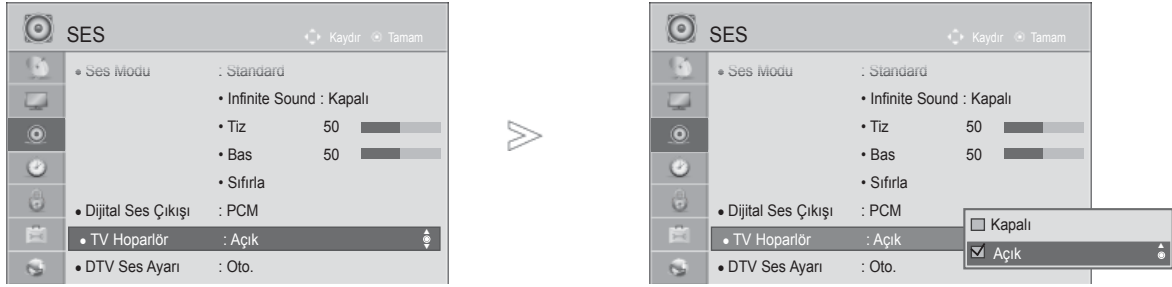 SES
Kaydır Tamam
• Ses Modu : Standard
• Infinite Sound : Kapalı
• Tiz 50
• Bas 50
• Sıfırla
• Dijital Ses Çıkışı : PCM
• TV Hoparlör : Açık
• DTV Ses Ayarı : Oto.
SES
Kaydır Tamam
• Ses Modu : Standard
• Infinite Sound : Kapalı
• Tiz 50
• Bas 50
• Sıfırla
• Dijital Ses Çıkışı : PCM
• TV Hoparlör : Açık
• DTV Ses Ayarı : Oto.
Kapalı
Açık